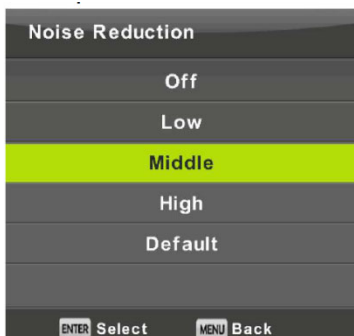 Noise Reduction
Off
Low
Middle
High
Default
ENTER Select MENU Back